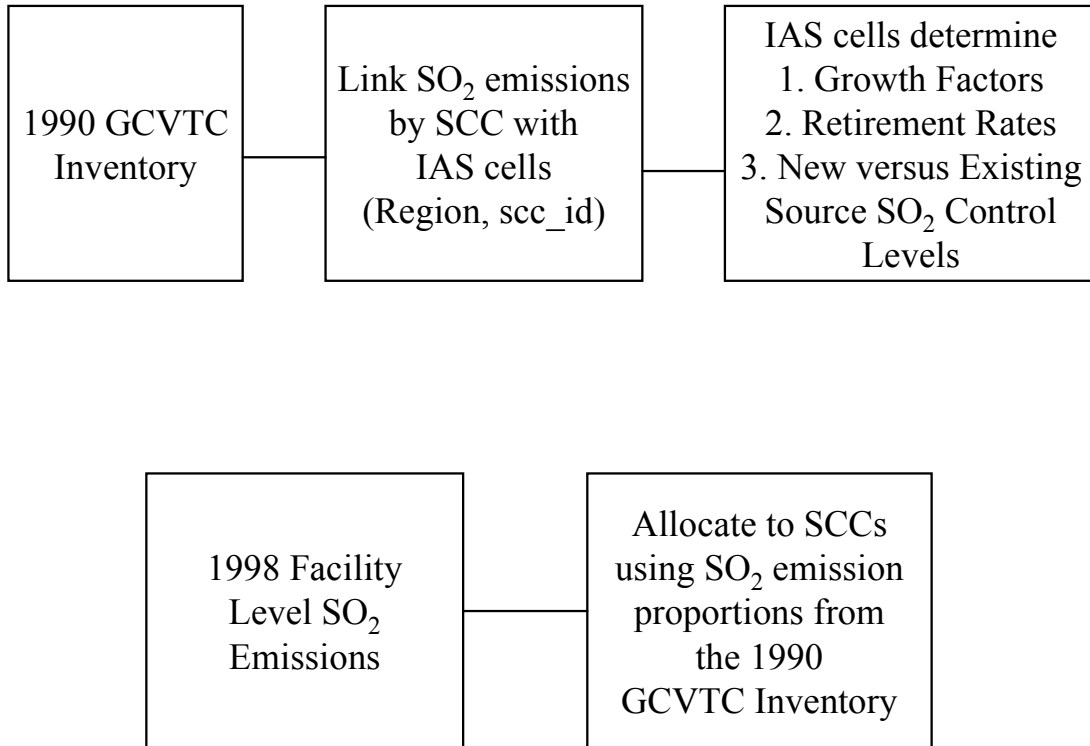 1990 GCVTC
Inventory
Link SO₂ emissions
by SCC with
IAS cells
(Region, scc_id)
IAS cells determine
1. Growth Factors
2. Retirement Rates
3. New versus Existing
Source SO₂ Control
Levels
1998 Facility
Level SO₂
Emissions
Allocate to SCCs
using SO₂ emission
proportions from
the 1990
GCVTC Inventory